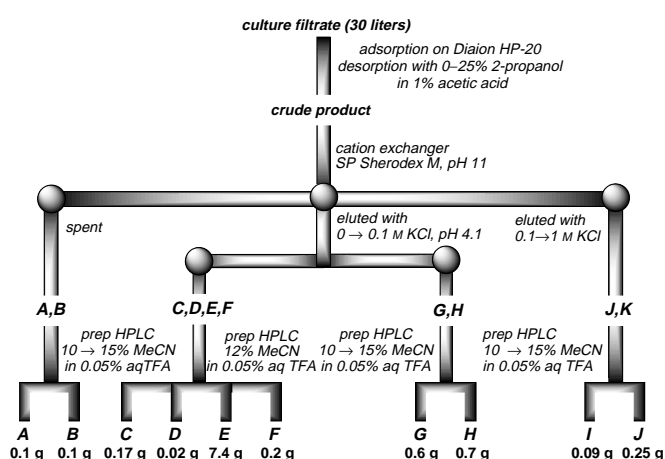 culture filtrate (30 liters)
adsorption on Diaion HP-20
desorption with 0–25% 2-propanol
in 1% acetic acid
crude product
cation exchanger
SP Sherodex M, pH 11
spent
eluted with
0 → 0.1 M KCl, pH 4.1
eluted with
0.1→1 M KCl
A,B
C,D,E,F
G,H
J,K
prep HPLC
10 → 15% MeCN
in 0.05% aqTFA
prep HPLC
12% MeCN
in 0.05% aq TFA
prep HPLC
10 → 15% MeCN
in 0.05% aq TFA
prep HPLC
10 → 15% MeCN
in 0.05% aq TFA
A B C D E F G H I J
0.1 g 0.1 g 0.17 g 0.02 g 7.4 g 0.2 g 0.6 g 0.7 g 0.09 g 0.25 g